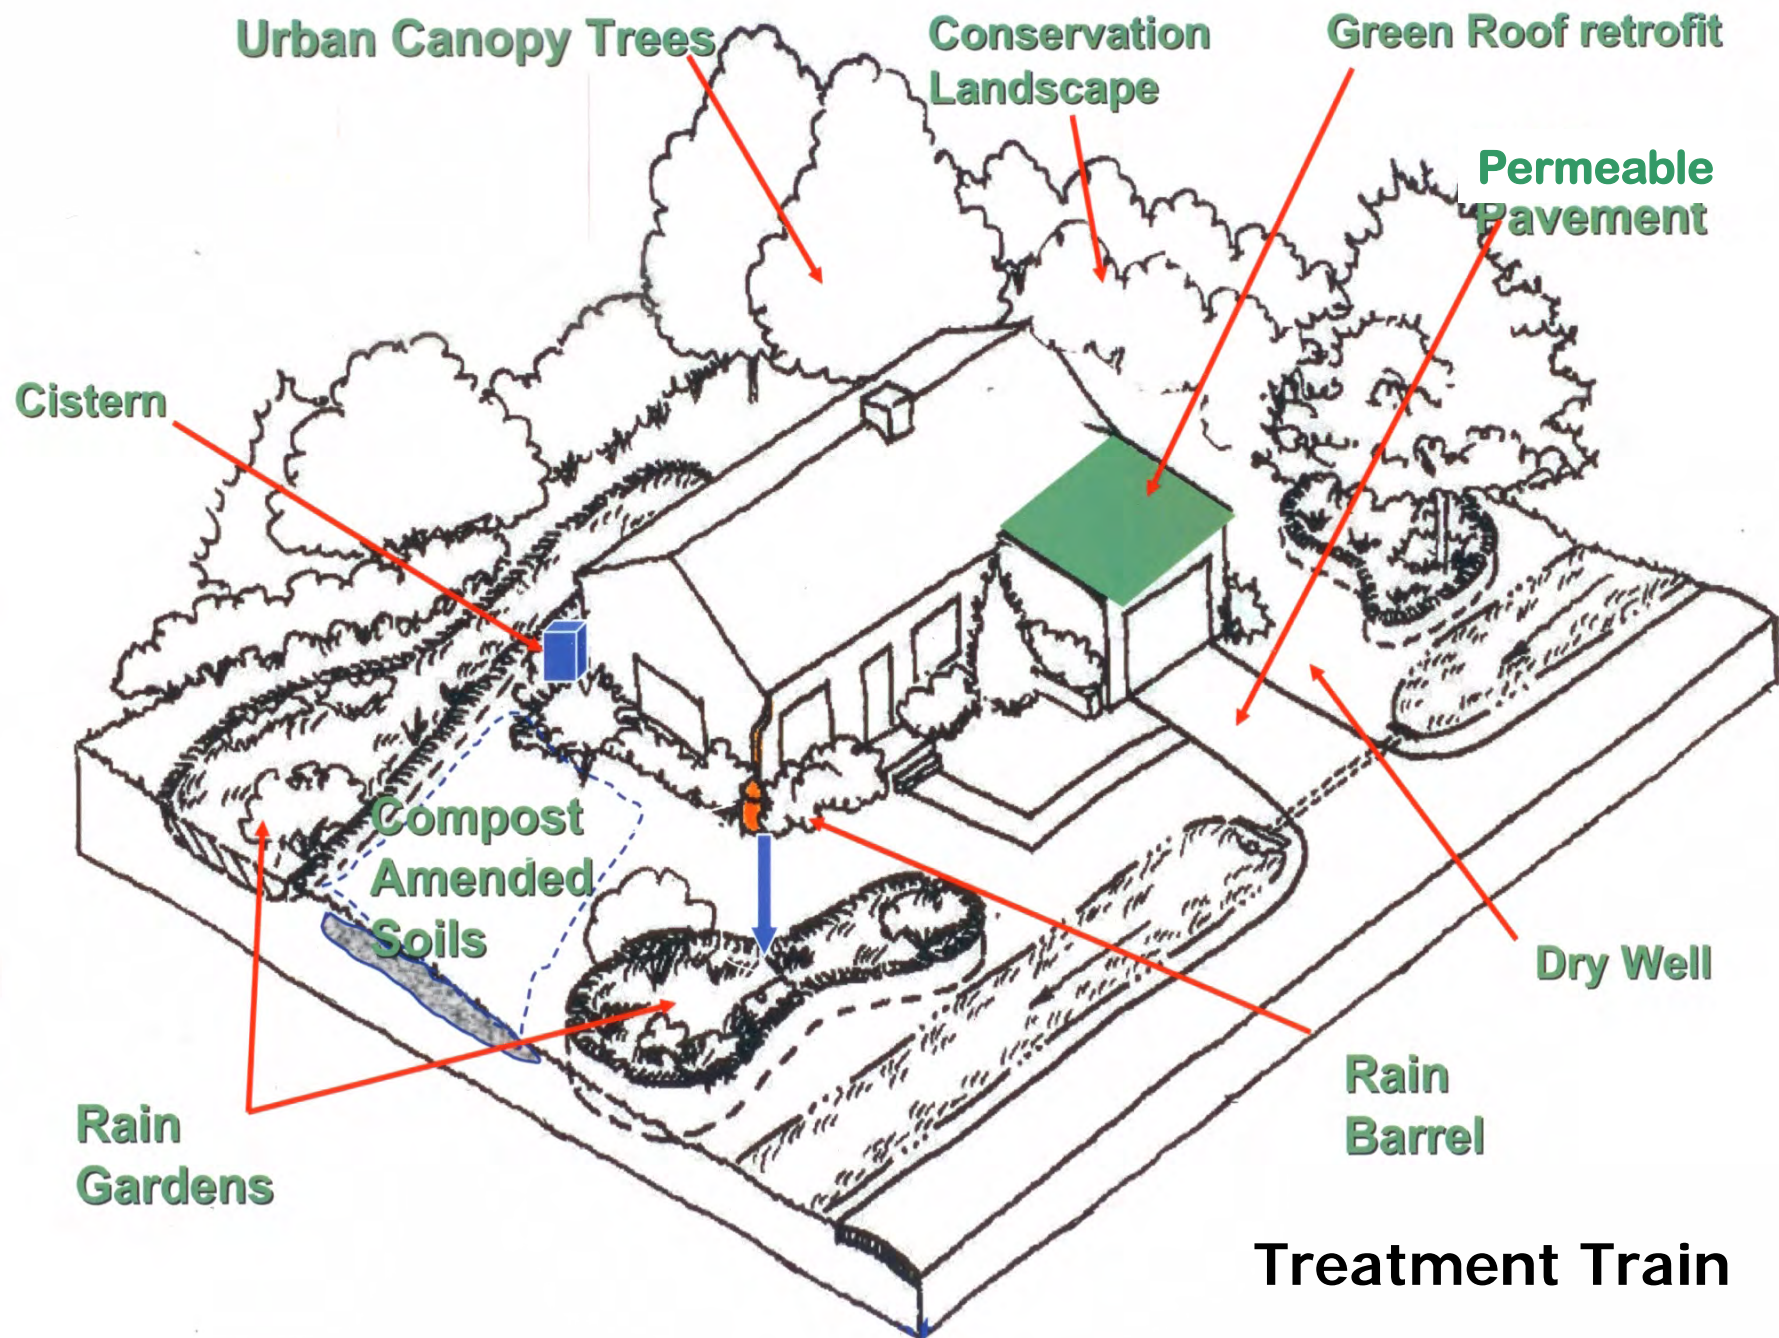 Urban Canopy Trees
Conservation
Landscape
Green Roof retrofit
Permeable
Pavement
Cistern
Compost
Amended
Soils
Dry Well
Rain
Barrel
Rain
Gardens
Treatment Train